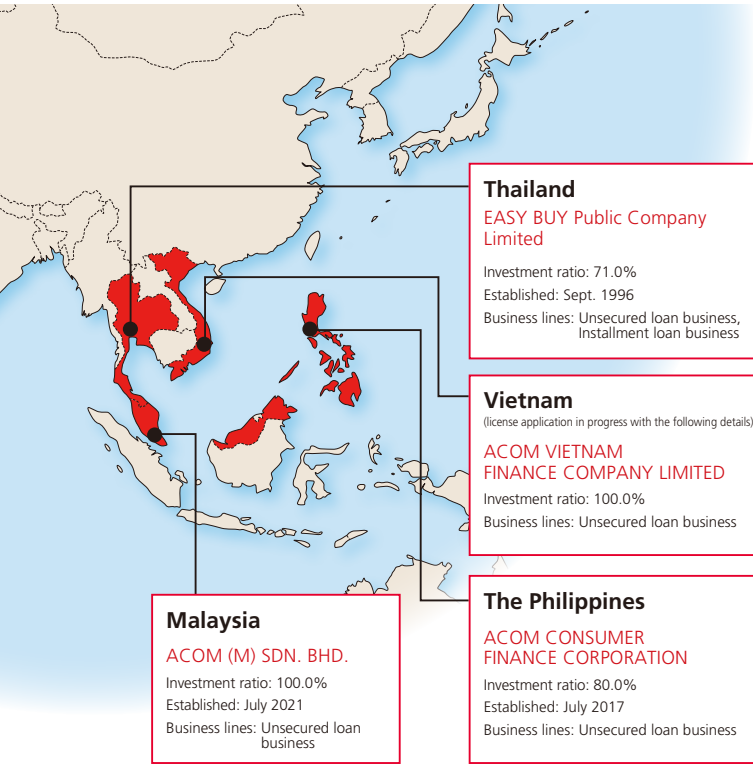 Thailand
EASY BUY Public Company
Limited
Investment ratio: 71.0%
Established: Sept. 1996
Business lines: Unsecured loan business,
Installment loan business
Vietnam
(license application in progress with the following details)
ACOM VIETNAM
FINANCE COMPANY LIMITED
Investment ratio: 100.0%
Business lines: Unsecured loan business
The Philippines
ACOM CONSUMER
FINANCE CORPORATION
Investment ratio: 80.0%
Established: July 2017
Business lines: Unsecured loan business
Malaysia
ACOM (M) SDN. BHD.
Investment ratio: 100.0%
Established: July 2021
Business lines: Unsecured loan
business